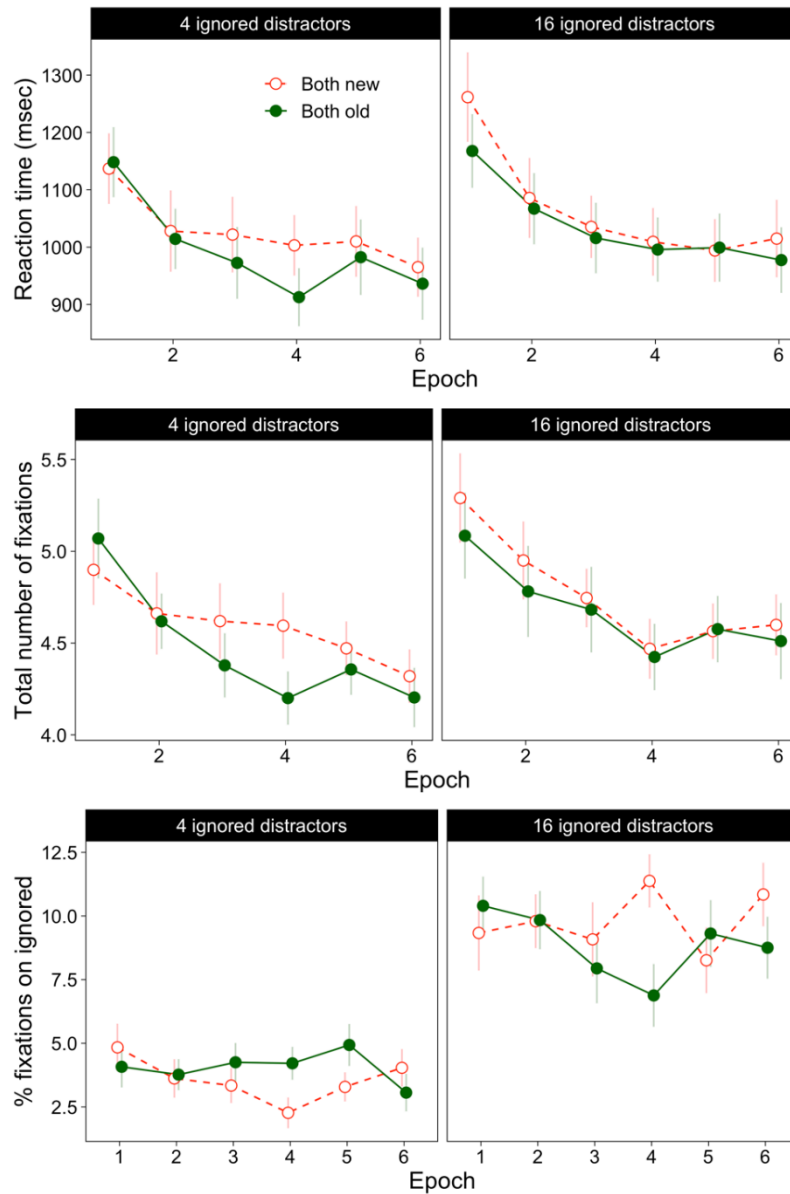 4 ignored distractors
16 ignored distractors
Reaction time (msec)
1300
1200
1100
1000
900
Both new
Both old
2
4
6
2
4
6
Epoch
Epoch
4 ignored distractors
16 ignored distractors
Total number of fixations
5.5
5.0
4.5
4.0
2
4
6
2
4
6
Epoch
Epoch
4 ignored distractors
16 ignored distractors
% fixations on ignored
12.5
10.0
7.5
5.0
2.5
1
2
3
4
5
6
1
2
3
4
5
6
Epoch
Epoch